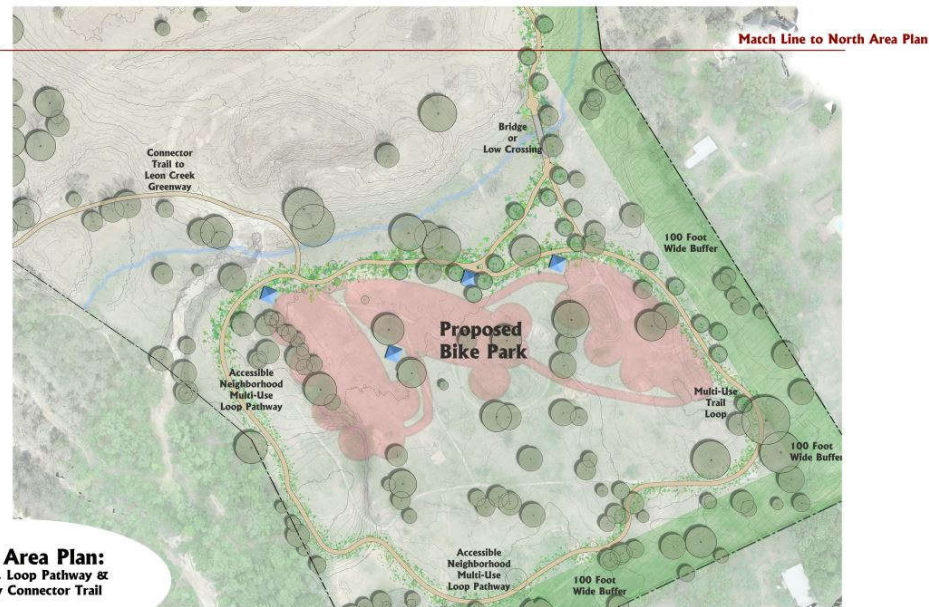 Match Line to North Area Plan
Bridge
or
Low Crossing
Connector
Trail to
Leon Creek
Greenway
100 Foot
Wide Buffer
Proposed
Bike Park
Accessible
Neighborhood
Multi-Use
Loop Pathway
Multi-Use
Trail
Loop
100 Foot
Wide Buffer
Accessible
Neighborhood
Multi-Use
Loop Pathway
100 Foot
Wide Buffer
Area Plan:
Loop Pathway &
Connector Trail